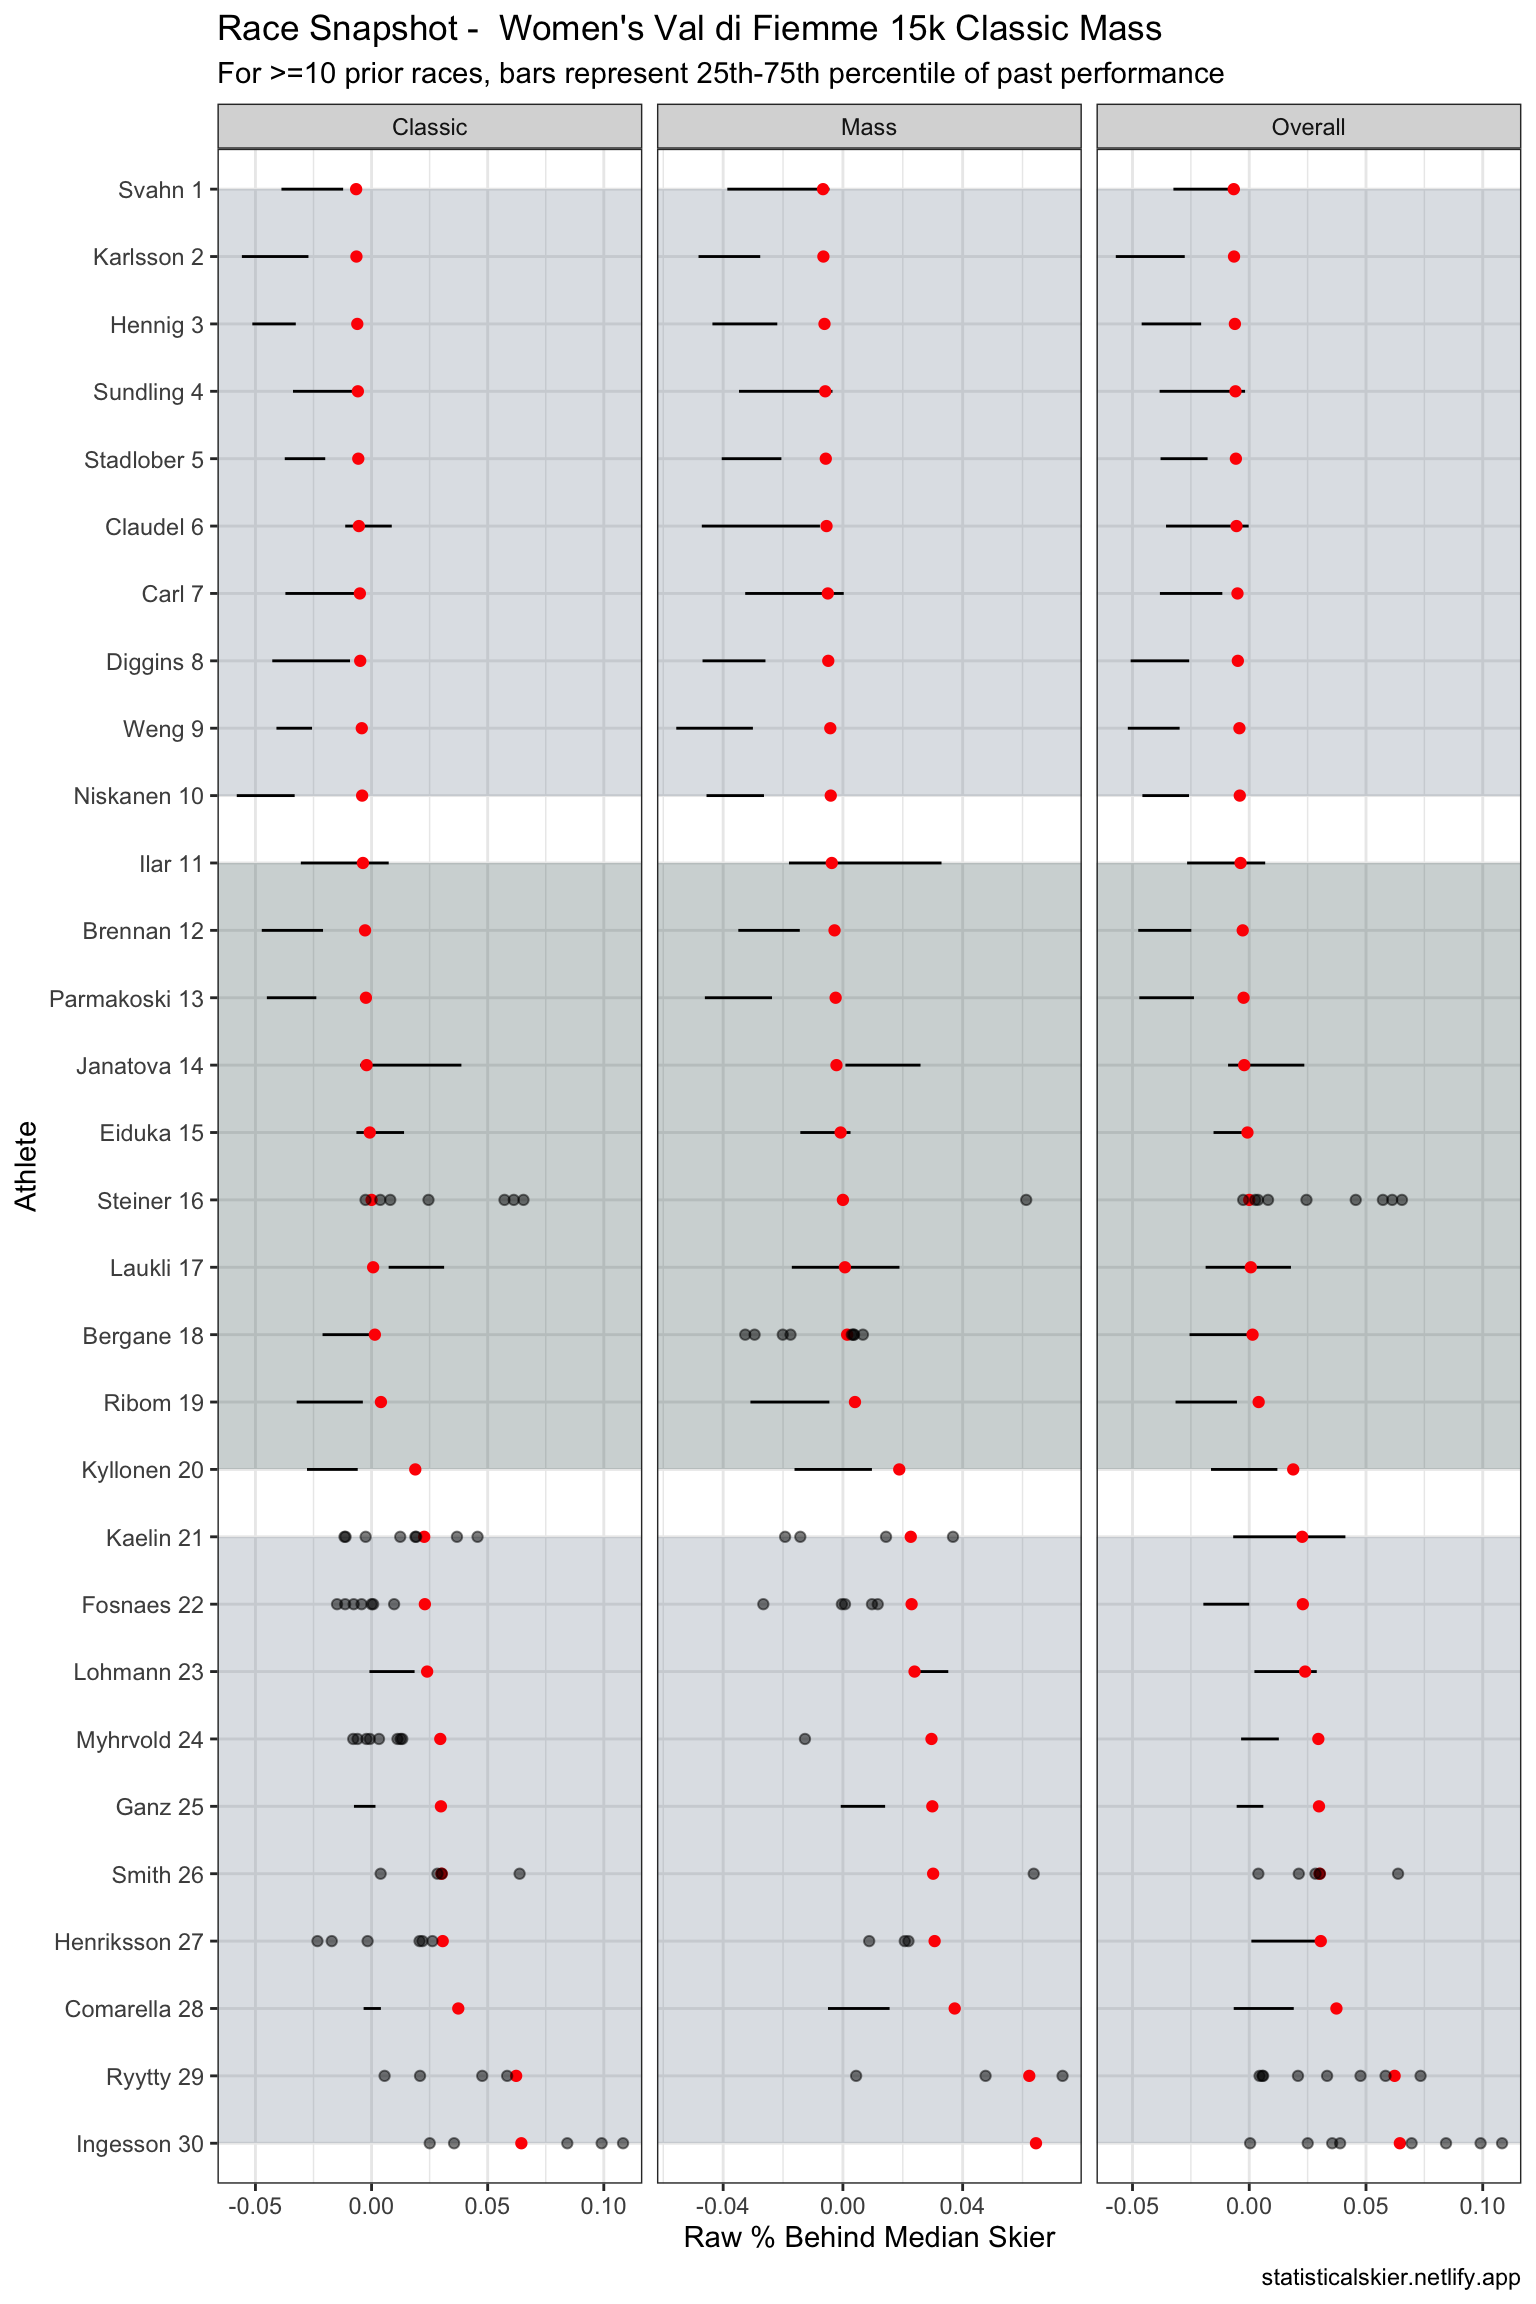 Race Snapshot -  Women's Val di Fiemme 15k Classic Mass
For >=10 prior races, bars represent 25th-75th percentile of past performance
Classic
Mass
Overall
Svahn 1
Karlsson 2
Hennig 3
Sundling 4
Stadlober 5
Claudel 6
Carl 7
Diggins 8
Weng 9
Niskanen 10
Ilar 11
Brennan 12
Parmakoski 13
Janatova 14
Eiduka 15
Steiner 16
Laukli 17
Bergane 18
Ribom 19
Kyllonen 20
Kaelin 21
Fosnaes 22
Lohmann 23
Myhrvold 24
Ganz 25
Smith 26
Henriksson 27
Comarella 28
Ryytty 29
Ingesson 30
Athlete
-0.05 0.00 0.05 0.10
-0.04 0.00 0.04
-0.05 0.00 0.05 0.10
Raw % Behind Median Skier
statisticalskier.netlify.app